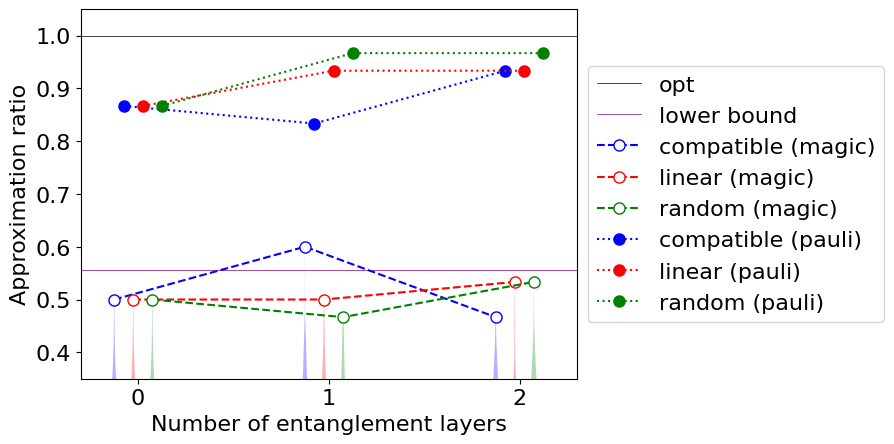 1.0
0.9
0.8
0.7
0.6
0.5
0.4
Approximation ratio
0 1 2
Number of entanglement layers
opt
lower bound
compatible (magic)
linear (magic)
random (magic)
compatible (pauli)
linear (pauli)
random (pauli)